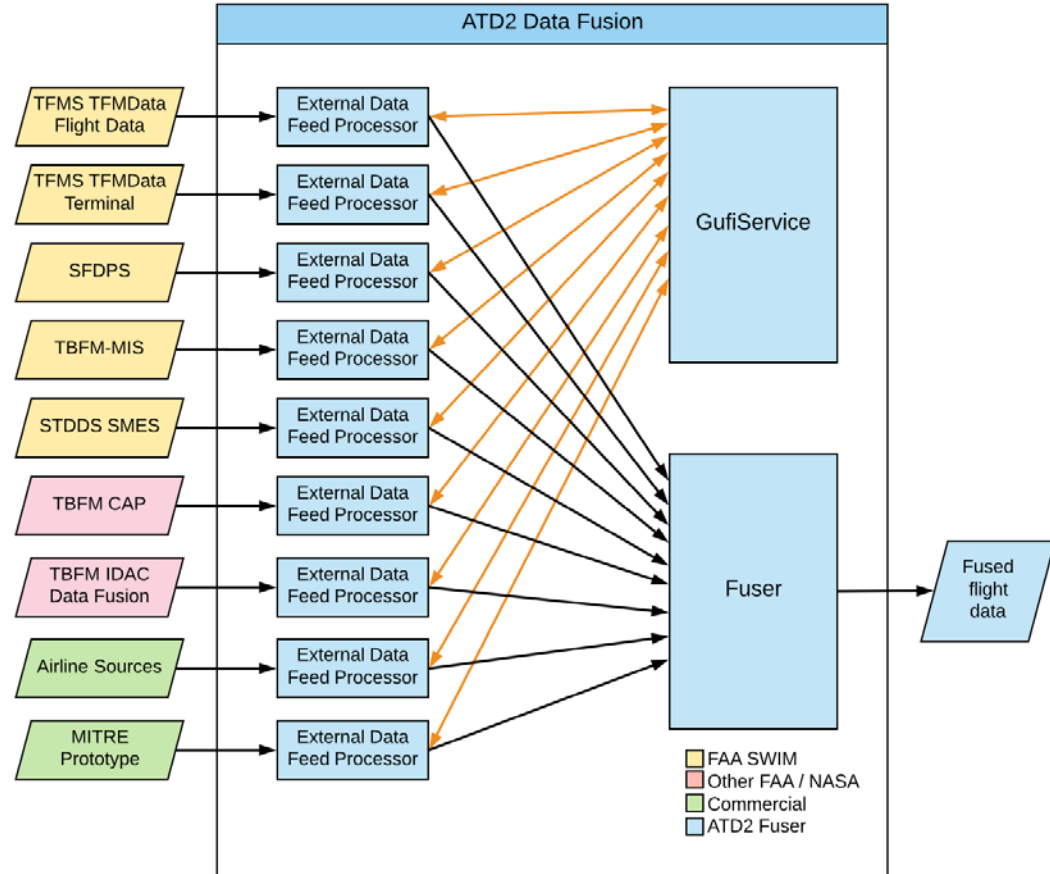 ATD2 Data Fusion
TFMS TFMData
Flight Data
External Data
Feed Processor
TFMS TFMData
Terminal
External Data
Feed Processor
GufiService
SFDPS
External Data
Feed Processor
TBFM-MIS
External Data
Feed Processor
STDDS SMES
External Data
Feed Processor
TBFM CAP
External Data
Feed Processor
TBFM IDAC
Data Fusion
External Data
Feed Processor
Fuser
Fused
flight
data
Airline Sources
External Data
Feed Processor
MITRE
Prototype
External Data
Feed Processor
FAA SWIM
Other FAA / NASA
Commercial
ATD2 Fuser